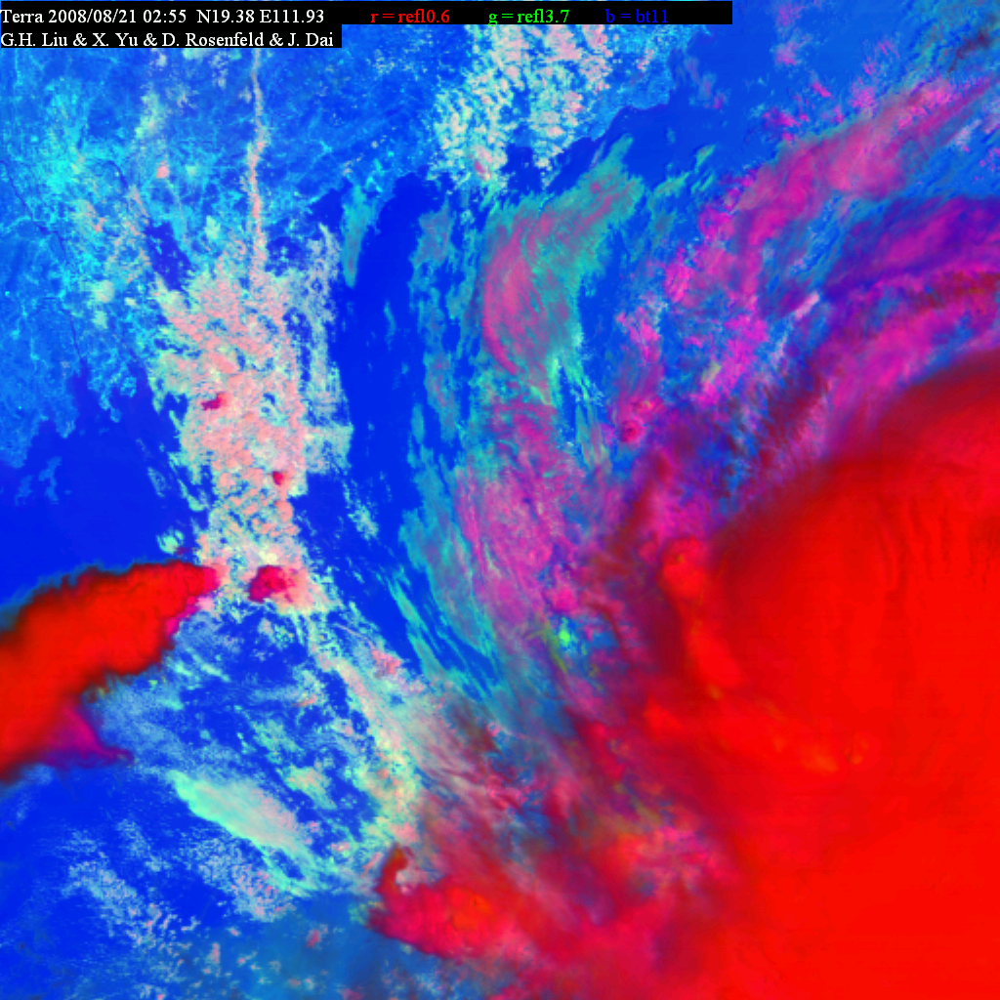 Terra 2008/08/21 02:55 N19.38 E111.93 r = refl0.6 g = refl3.7 b = bt11
G.H. Liu & X. Yu & D. Rosenfeld & J. Dai